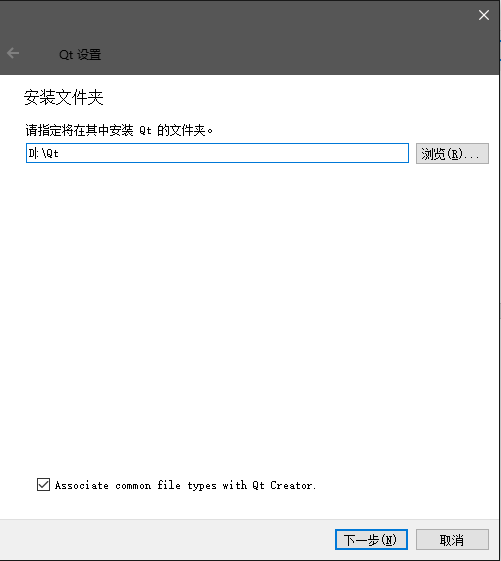 Qt 设置
安装文件夹
请指定将在其中安装 Qt 的文件夹。
D:\Qt
浏览(R)...
Associate common file types with Qt Creator.
下一步(N)
取消